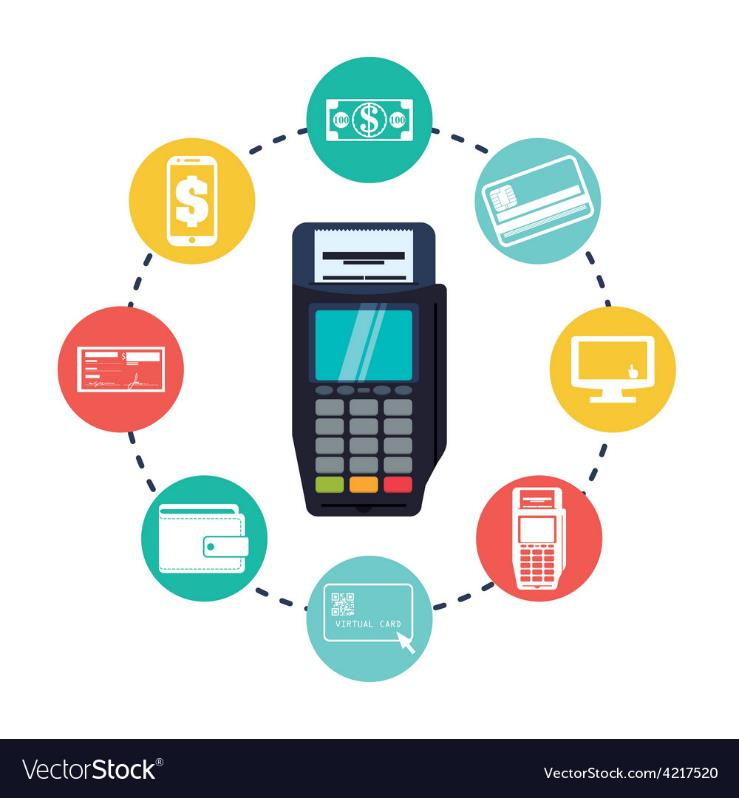 100 $ 100
$
$
VIRTUAL CARD
VectorStock®
VectorStock.com/4217520